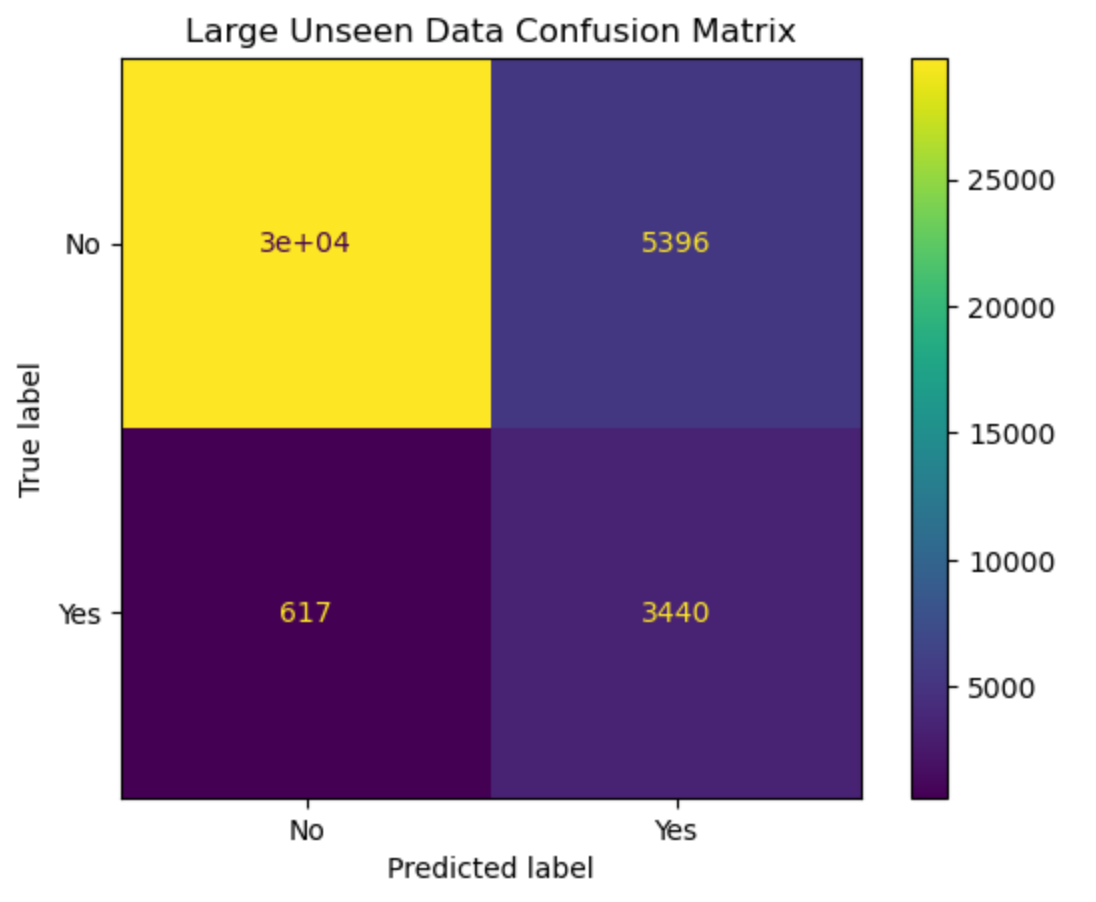 Large Unseen Data Confusion Matrix
True label
No
3e+04
5396
Yes
617
3440
No
Yes
Predicted label
25000
20000
15000
10000
5000